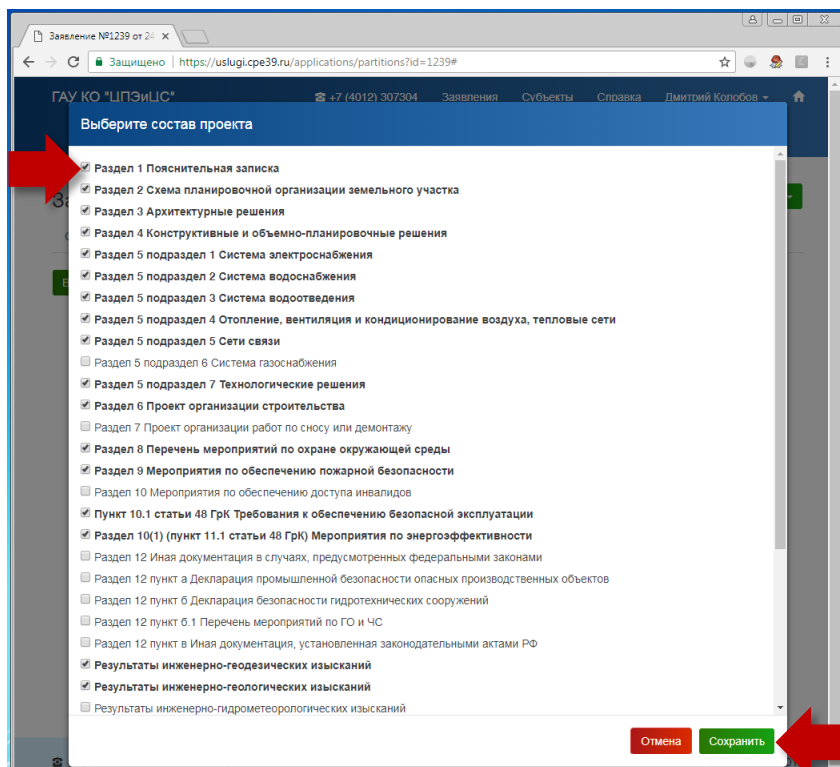 Заявление №1239 от 24
Защищено | https://uslugi.cpe39.ru/applications/partitions?id=1239#
ГАУ КО "ЦПЭиЦС" +7 (4012) 307304 Заявления Субъекты Справка Дмитрий Колобов
Выберите состав проекта
Раздел 1 Пояснительная записка
Раздел 2 Схема планировочной организации земельного участка
Раздел 3 Архитектурные решения
Раздел 4 Конструктивные и объемно-планировочные решения
Раздел 5 подраздел 1 Система электроснабжения
Раздел 5 подраздел 2 Система водоснабжения
Раздел 5 подраздел 3 Система водоотведения
Раздел 5 подраздел 4 Отопление, вентиляция и кондиционирование воздуха, тепловые сети
Раздел 5 подраздел 5 Сети связи
Раздел 5 подраздел 6 Система газоснабжения
Раздел 5 подраздел 7 Технологические решения
Раздел 6 Проект организации строительства
Раздел 7 Проект организации работ по сносу или демонтажу
Раздел 8 Перечень мероприятий по охране окружающей среды
Раздел 9 Мероприятия по обеспечению пожарной безопасности
Раздел 10 Мероприятия по обеспечению доступа инвалидов
Пункт 10.1 статьи 48 ГрК Требования к обеспечению безопасной эксплуатации
Раздел 10(1) (пункт 11.1 статьи 48 ГрК) Мероприятия по энергоэффективности
Раздел 12 Иная документация в случаях, предусмотренных федеральными законами
Раздел 12 пункт а Декларация промышленной безопасности опасных производственных объектов
Раздел 12 пункт б Декларация безопасности гидротехнических сооружений
Раздел 12 пункт б.1 Перечень мероприятий по ГО и ЧС
Раздел 12 пункт в Иная документация, установленная законодательными актами РФ
Результаты инженерно-геодезических изысканий
Результаты инженерно-геологических изысканий
Результаты инженерно-гидрометеорологических изысканий
Отмена Сохранить